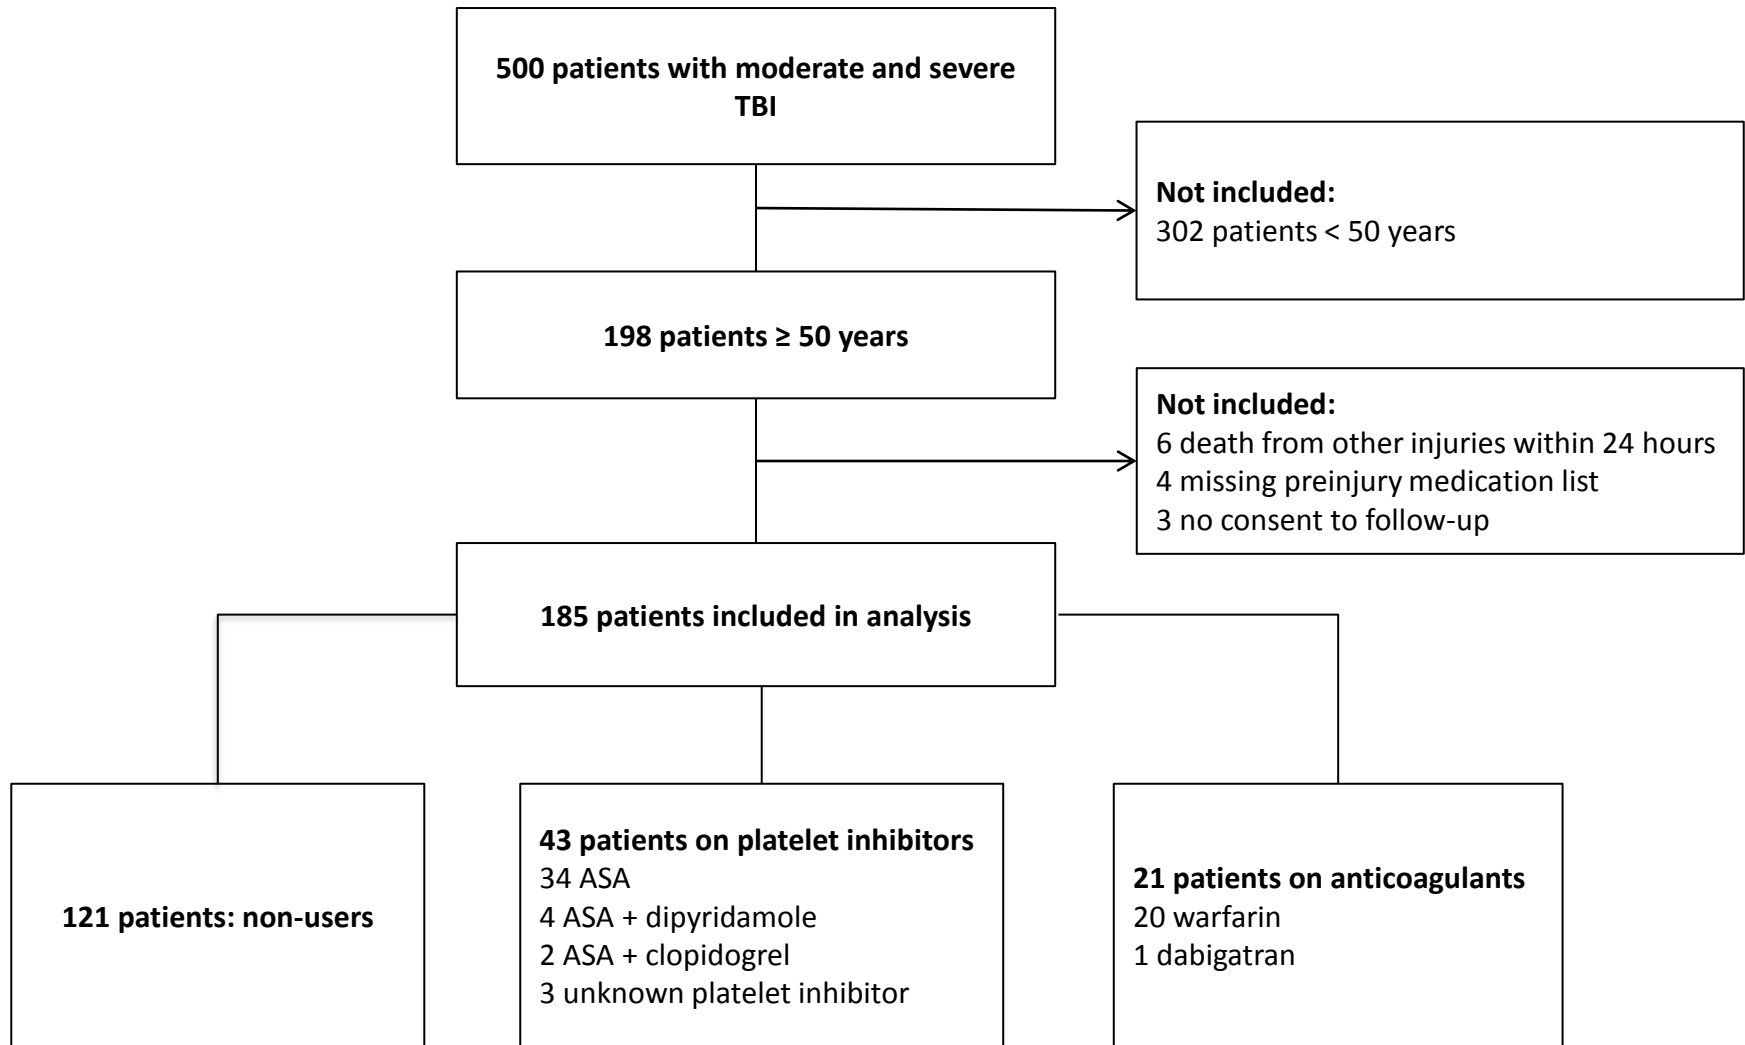 500 patients with moderate and severe
TBI
Not included:
302 patients < 50 years
198 patients ≥ 50 years
Not included:
6 death from other injuries within 24 hours
4 missing preinjury medication list
3 no consent to follow-up
185 patients included in analysis
121 patients: non-users
43 patients on platelet inhibitors
34 ASA
4 ASA + dipyridamole
2 ASA + clopidogrel
3 unknown platelet inhibitor
21 patients on anticoagulants
20 warfarin
1 dabigatran